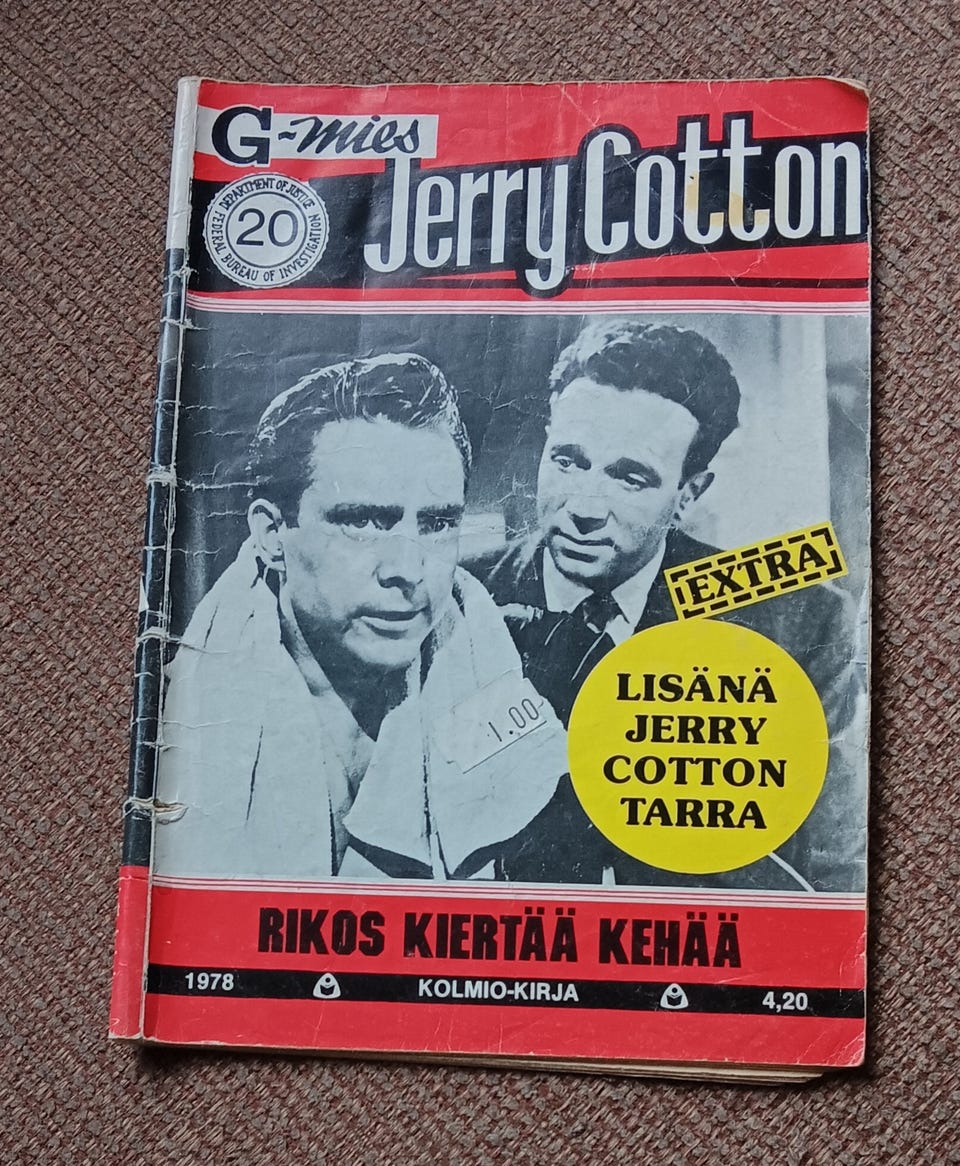 G-mies
Jerry Cotton
DEPARTMENT OF JUSTICE
20
FEDERAL BUREAU OF INVESTIGATION
EXTRA
LISÄNÄ
JERRY
COTTON
TARRA
1.00
RIKOS KIERTÄÄ KEHÄÄ
1978 KOLMIO-KIRJA 4,20